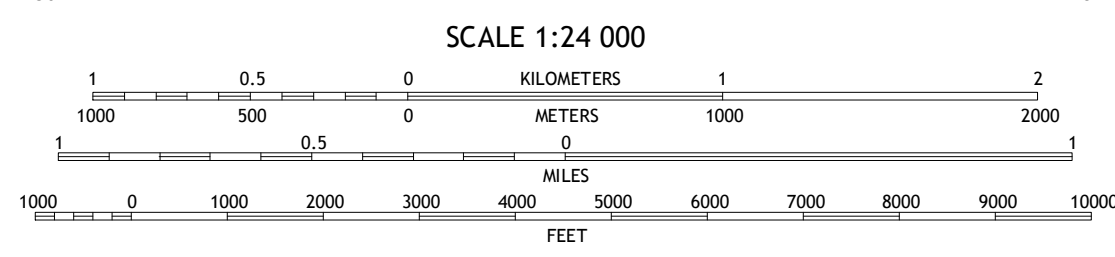 SCALE 1:24 000
1 0.5 0 KILOMETERS 1 2
1000 500 0 METERS 1000 2000
1 0.5 0 1
MILES
1000 0 1000 2000 3000 4000 5000 6000 7000 8000 9000 10000
FEET